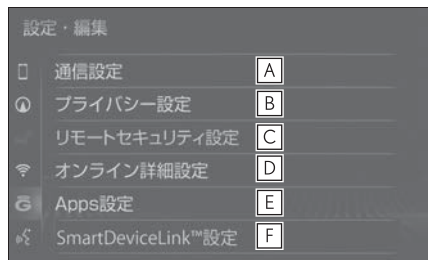 設定・編集
通信設定 A
プライバシー設定 B
リモートセキュリティ設定 C
オンライン詳細設定 D
Apps設定 E
SmartDeviceLink™設定 F